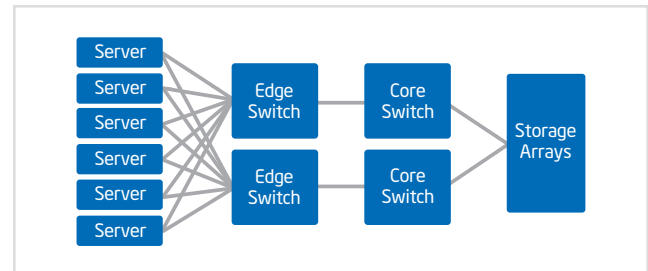 Server
Server
Server
Server
Server
Server
Edge
Switch
Edge
Switch
Core
Switch
Core
Switch
Storage
Arrays